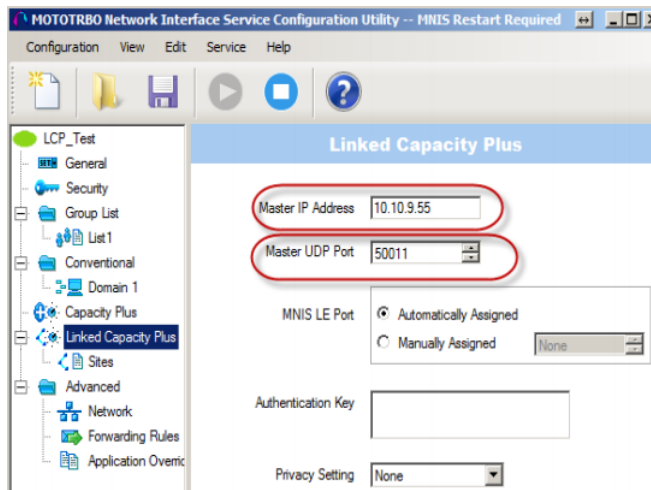 MOTOTRBO Network Interface Service Configuration Utility -- MNIS Restart Required
Configuration View Edit Service Help
LCP_Test
General
Security
Group List
List1
Conventional
Domain 1
Capacity Plus
Linked Capacity Plus
Sites
Advanced
Network
Forwarding Rules
Application Overric
Linked Capacity Plus
Master IP Address 10.10.9.55
Master UDP Port 50011
MNIS LE Port
Automatically Assigned
Manually Assigned None
Authentication Key
Privacy Setting None